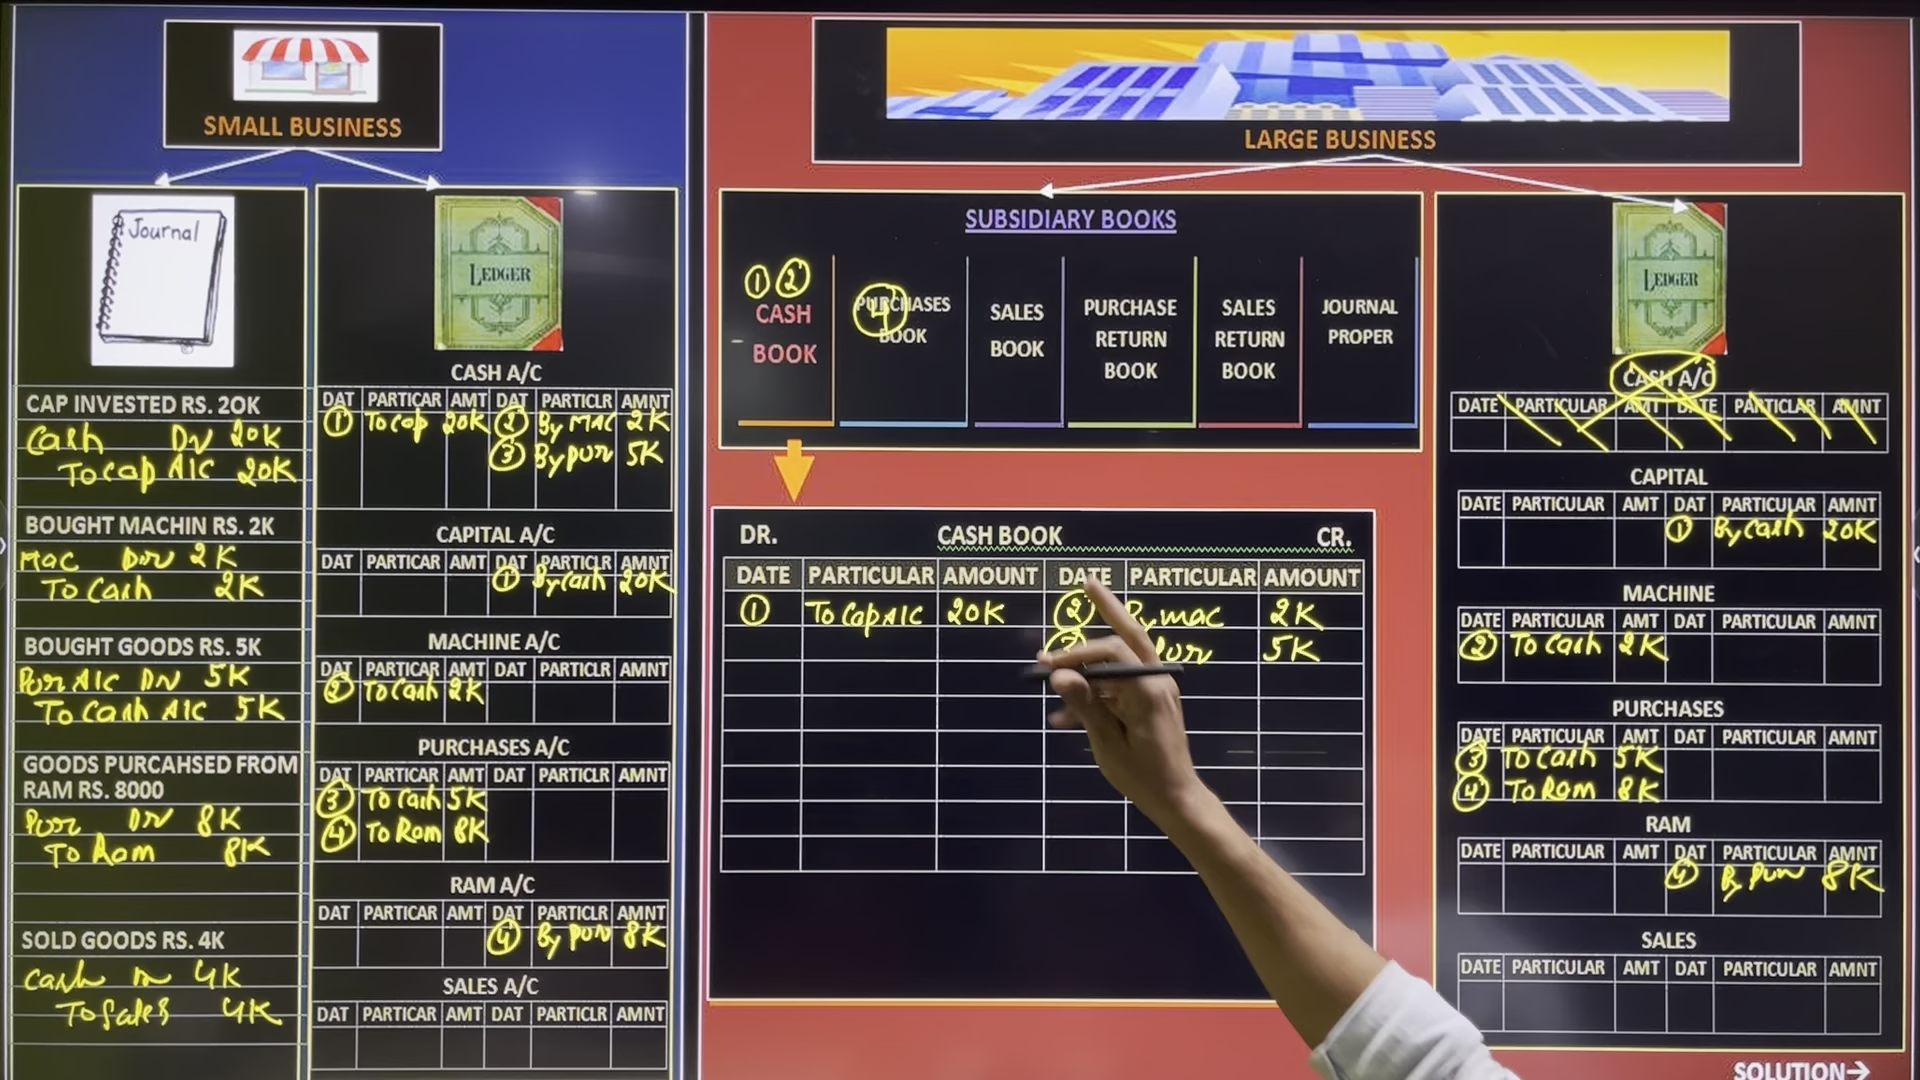 SMALL BUSINESS
Journal
CAP INVESTED RS. 20K
Cash Dr 20K
To Cap A/C 20K
BOUGHT MACHIN RS. 2K
Mac Dr 2K
To Cash 2K
BOUGHT GOODS RS. 5K
Pur A/C Dr 5K
To Cash A/C 5K
GOODS PURCAHSED FROM
RAM RS. 8000
Pur Dr 8K
To Ram 8K
SOLD GOODS RS. 4K
Cash Dr 4K
To Sales 4K
LEDGER
CASH A/C
DAT PARTICAR AMT DAT PARTICLR AMNT
① To Cap 20K ② By Mac 2K
③ By Pur 5K
CAPITAL A/C
DAT PARTICAR AMT DAT PARTICLR AMNT
① By Cash 20K
MACHINE A/C
DAT PARTICAR AMT DAT PARTICLR AMNT
② To Cash 2K
PURCHASES A/C
DAT PARTICAR AMT DAT PARTICLR AMNT
③ To Cash 5K
④ To Ram 8K
RAM A/C
DAT PARTICAR AMT DAT PARTICLR AMNT
④ By Pur 8K
SALES A/C
DAT PARTICAR AMT DAT PARTICLR AMNT
LARGE BUSINESS
SUBSIDIARY BOOKS
① ②
CASH
BOOK
④
PURCHASES
BOOK
SALES
BOOK
PURCHASE
RETURN
BOOK
SALES
RETURN
BOOK
JOURNAL
PROPER
DR. CASH BOOK CR.
DATE PARTICULAR AMOUNT DATE PARTICULAR AMOUNT
① To Cap A/C 20K ② By Mac 2K
Pur 5K
LEDGER
CASH A/C
DATE PARTICULAR AMT DATE PARTICLAR AMNT
CAPITAL
DATE PARTICULAR AMT DAT PARTICULAR AMNT
① By Cash 20K
MACHINE
DATE PARTICULAR AMT DAT PARTICULAR AMNT
② To Cash 2K
PURCHASES
DATE PARTICULAR AMT DAT PARTICULAR AMNT
③ To Cash 5K
④ To Ram 8K
RAM
DATE PARTICULAR AMT DAT PARTICULAR AMNT
④ By Pur 8K
SALES
DATE PARTICULAR AMT DAT PARTICULAR AMNT
SOLUTION→